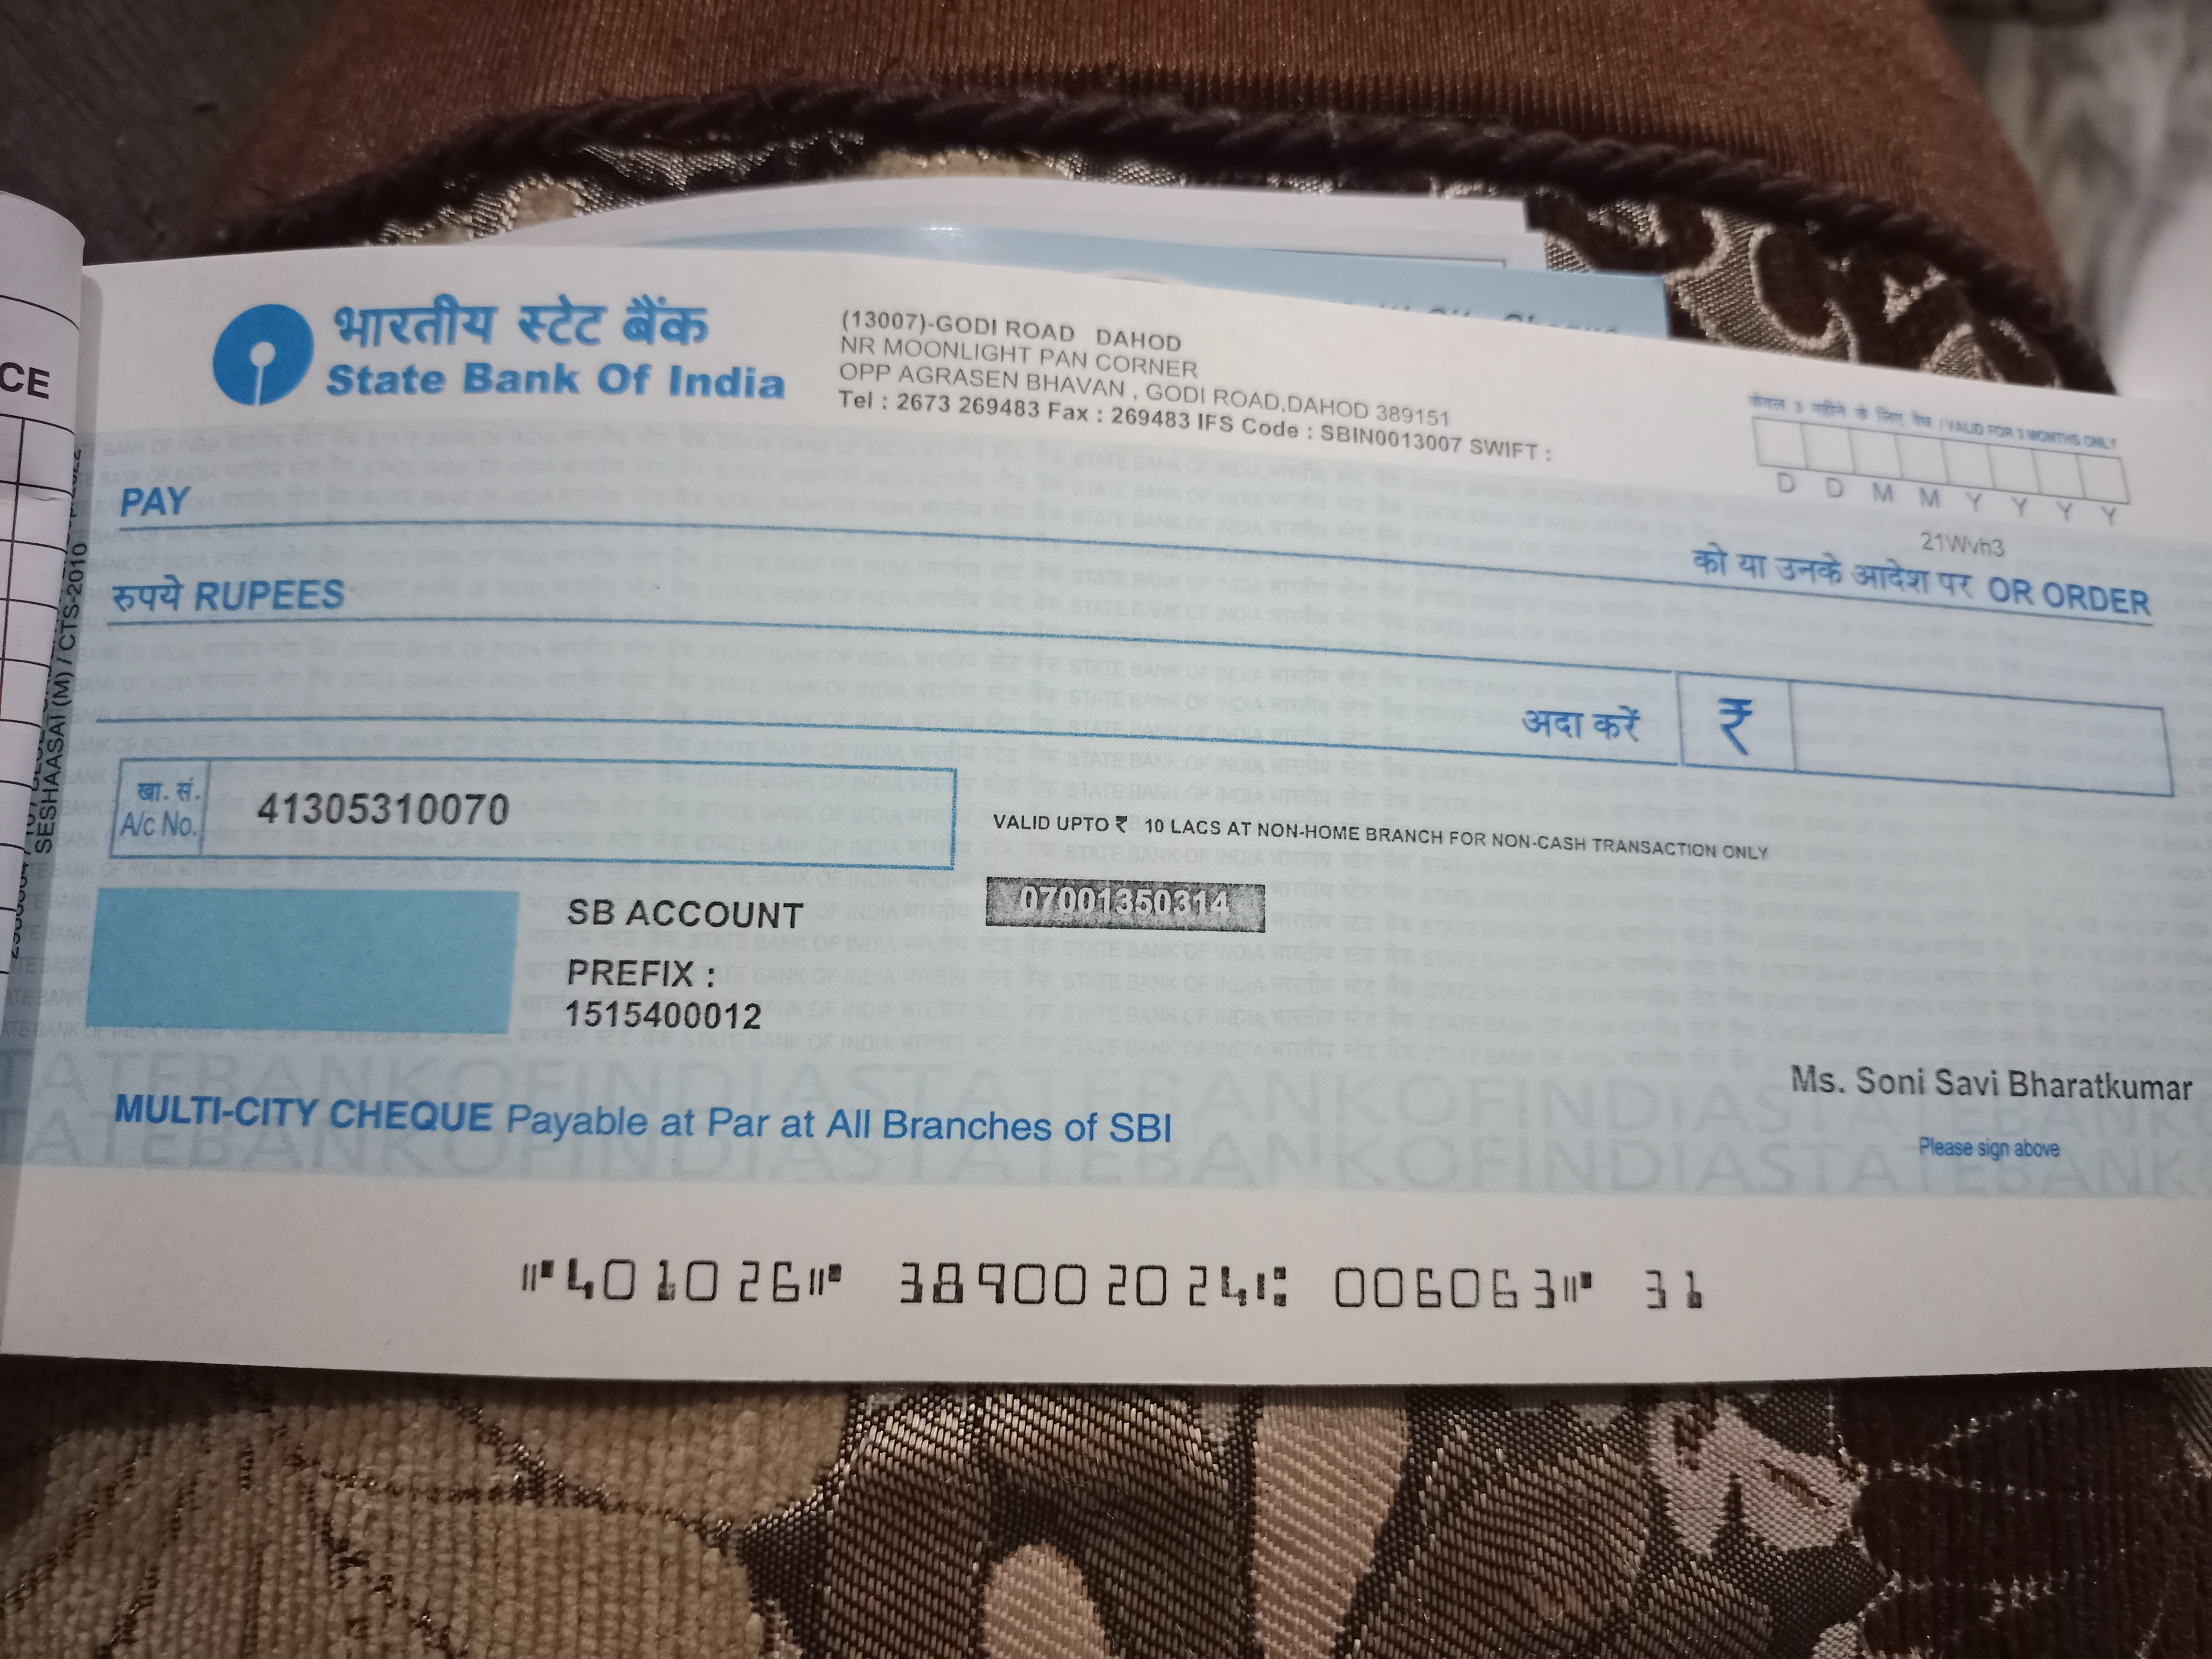 CE
भारतीय स्टेट बैंक
State Bank Of India
(13007)-GODI ROAD DAHOD
NR MOONLIGHT PAN CORNER
OPP AGRASEN BHAVAN , GODI ROAD,DAHOD 389151
Tel : 2673 269483 Fax : 269483 IFS Code : SBIN0013007 SWIFT :
केवल 3 महीने के लिए वैध / VALID FOR 3 MONTHS ONLY
D D M M Y Y Y Y
21Wvh3
PAY
को या उनके आदेश पर OR ORDER
रुपये RUPEES
अदा करें ₹
खा. सं.
A/c No.
41305310070
VALID UPTO ₹ 10 LACS AT NON-HOME BRANCH FOR NON-CASH TRANSACTION ONLY
07001350314
SB ACCOUNT
PREFIX :
1515400012
Ms. Soni Savi Bharatkumar
Please sign above
MULTI-CITY CHEQUE Payable at Par at All Branches of SBI
STATEBANKOFINDIASTATEBANKOFINDIASTATEBANK
STATEBANKOFINDIASTATEBANKOFINDIASTATEBANK
SESHAASAI (M) / CTS-2010
⑈401026⑈ 389002024⑆ 006063⑈ 31